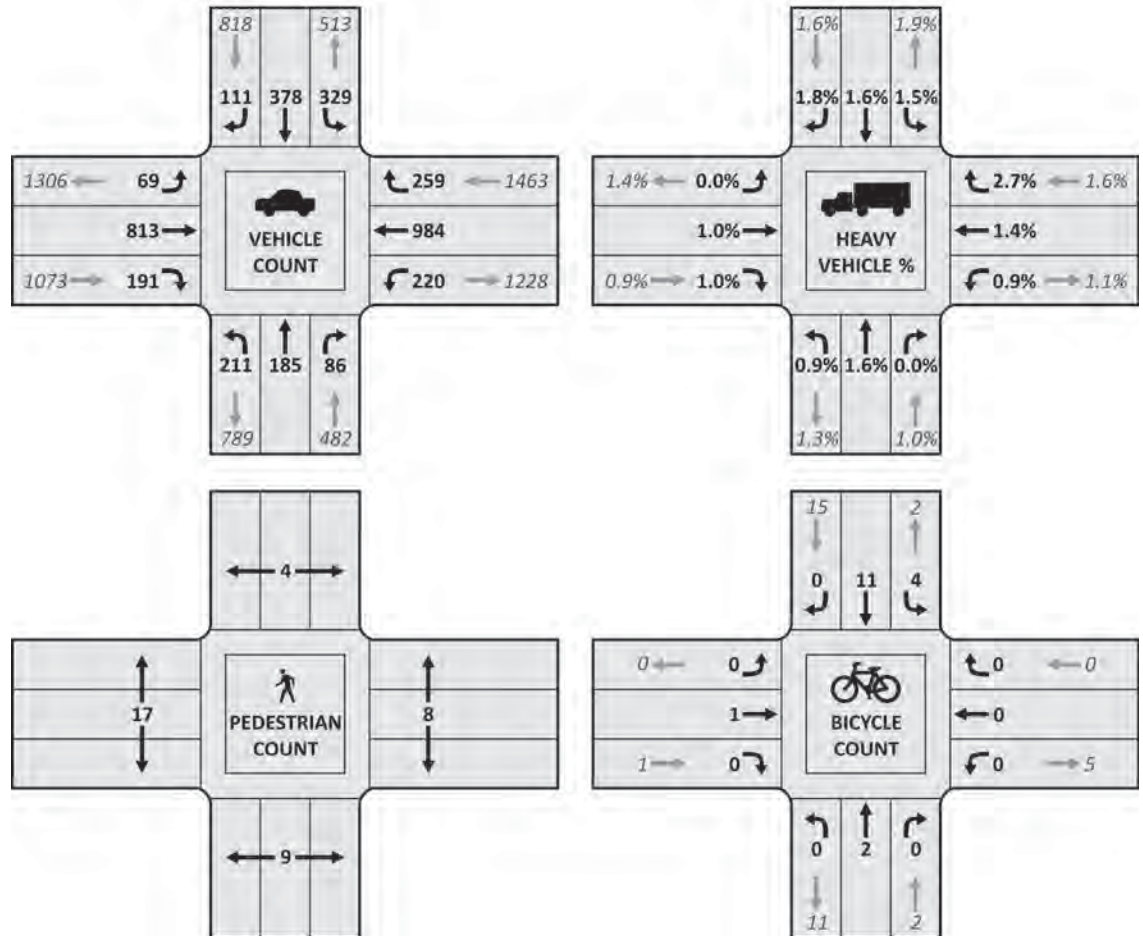 818 513
111 378 329
1306 69 259 1463
813 VEHICLE COUNT 984
1073 191 220 1228
211 185 86
789 482
1.6% 1.9%
1.8% 1.6% 1.5%
1.4% 0.0% 2.7% 1.6%
1.0% HEAVY VEHICLE % 1.4%
0.9% 1.0% 0.9% 1.1%
0.9% 1.6% 0.0%
1.3% 1.0%
4
17 PEDESTRIAN COUNT 8
9
15 2
0 11 4
0 0 0 0
1 BICYCLE COUNT 0
1 0 0 5
0 2 0
11 2